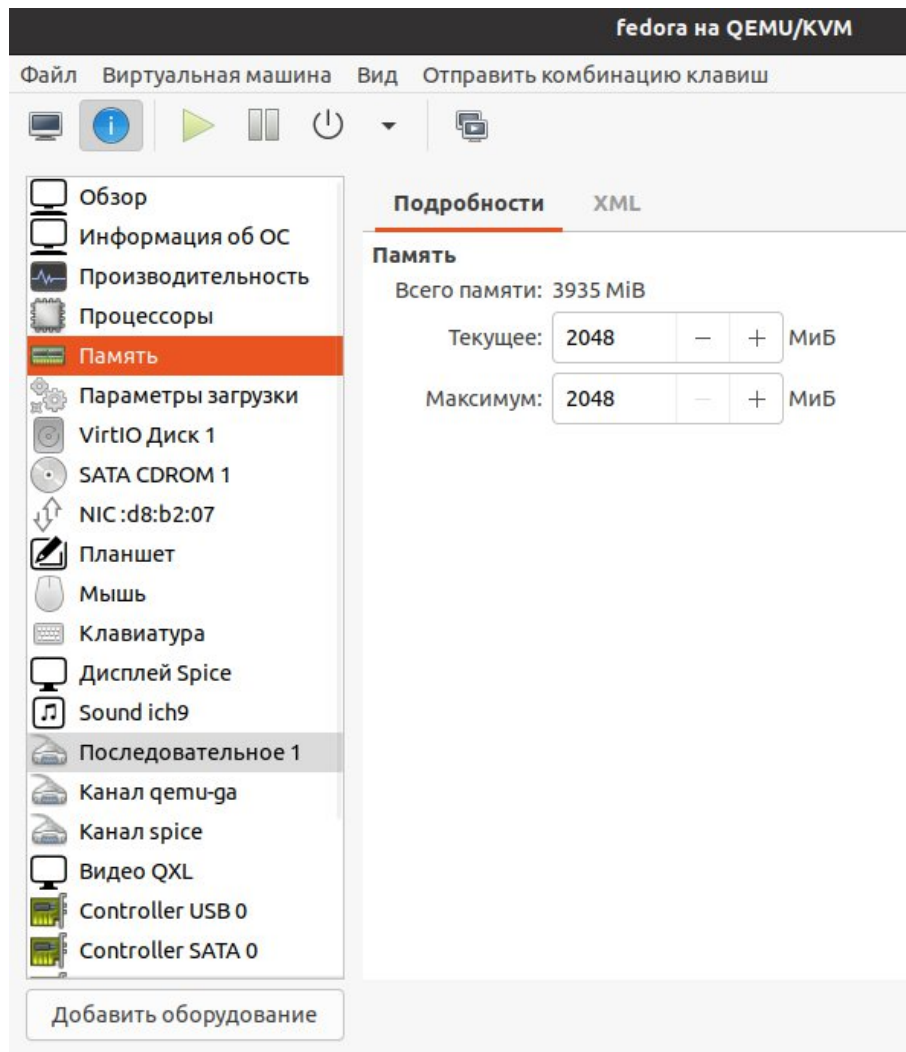 fedora на QEMU/KVM
Файл Виртуальная машина Вид Отправить комбинацию клавиш
Обзор
Информация об ОС
Производительность
Процессоры
Память
Параметры загрузки
VirtIO Диск 1
SATA CDROM 1
NIC :d8:b2:07
Планшет
Мышь
Клавиатура
Дисплей Spice
Sound ich9
Последовательное 1
Канал qemu-ga
Канал spice
Видео QXL
Controller USB 0
Controller SATA 0
Добавить оборудование
Подробности XML
Память
Всего памяти: 3935 MiB
Текущее: 2048 − + МиБ
Максимум: 2048 − + МиБ